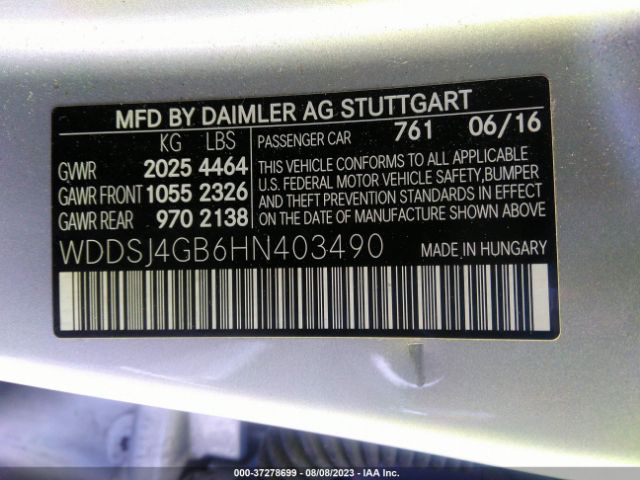 MFD BY DAIMLER AG STUTTGART
KG LBS
GVWR 2025 4464
GAWR FRONT 1055 2326
GAWR REAR 970 2138
PASSENGER CAR 761 06/16
THIS VEHICLE CONFORMS TO ALL APPLICABLE
U.S. FEDERAL MOTOR VEHICLE SAFETY, BUMPER
AND THEFT PREVENTION STANDARDS IN EFFECT
ON THE DATE OF MANUFACTURE SHOWN ABOVE.
WDDSJ4GB6HN403490 MADE IN HUNGARY
000-37278699 - 08/08/2023 - IAA Inc.